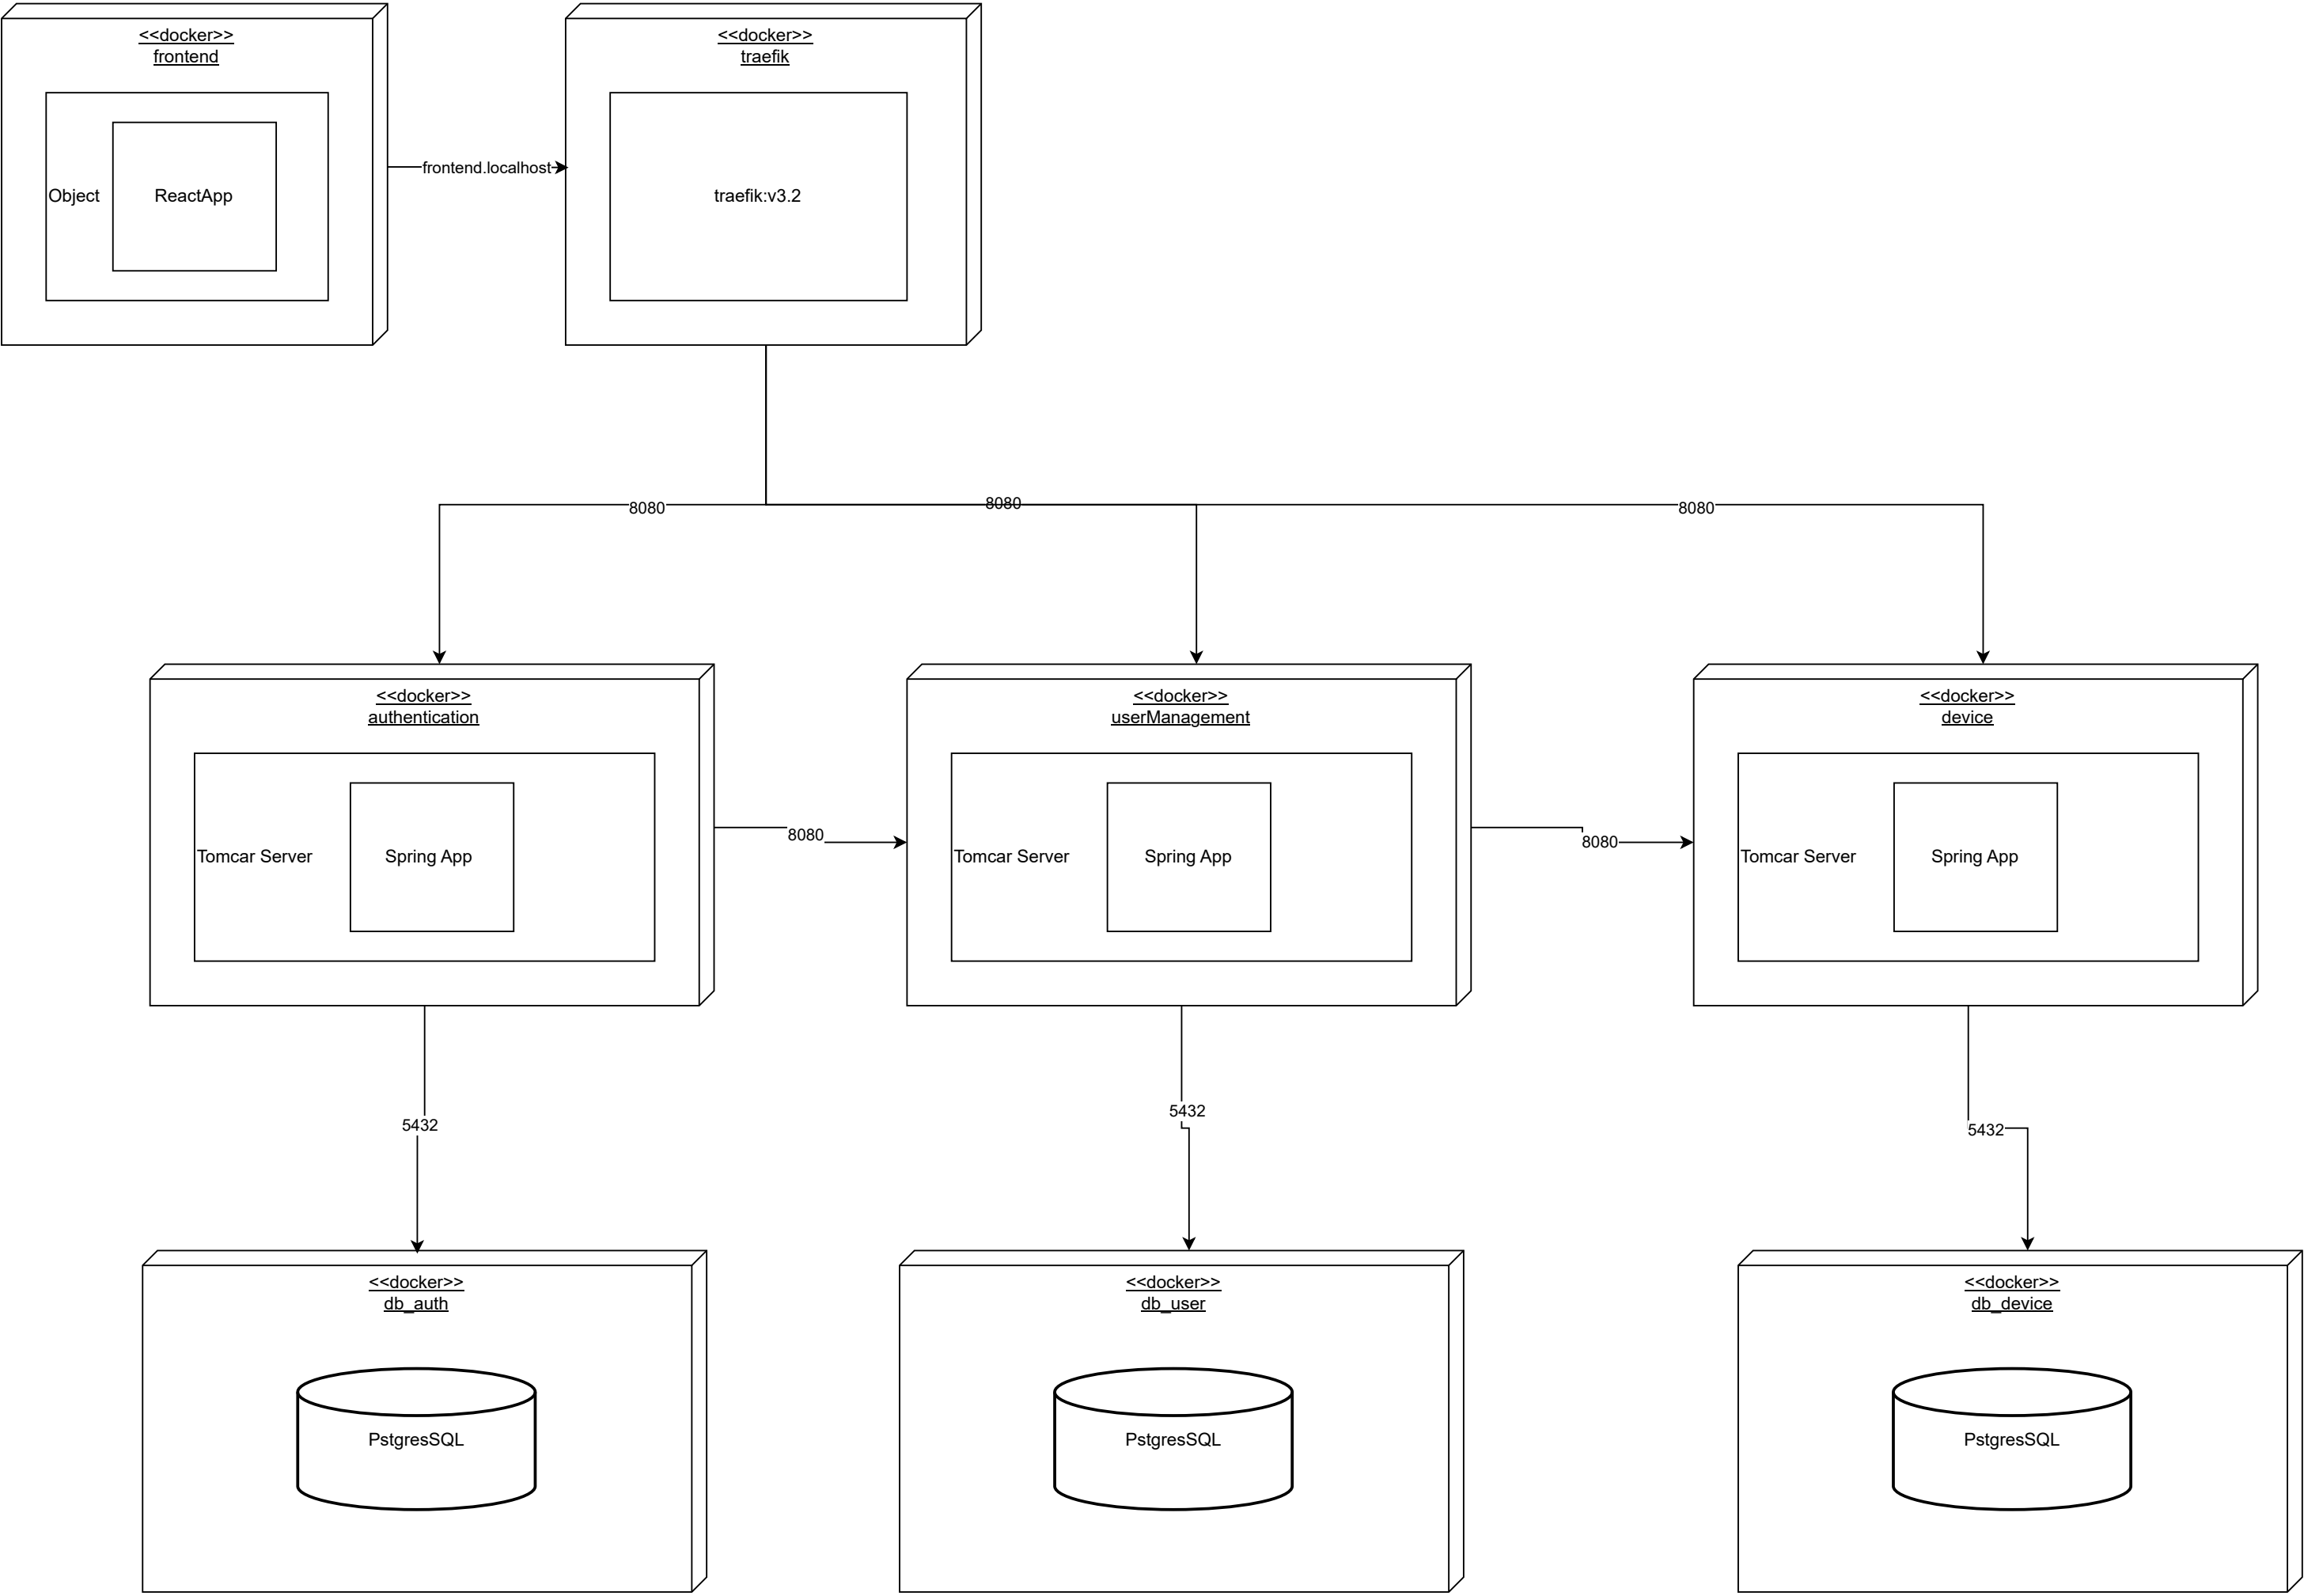 <<docker>>
frontend
Object
ReactApp
frontend.localhost
<<docker>>
traefik
traefik:v3.2
8080
8080
8080
<<docker>>
authentication
Tomcar Server
Spring App
8080
<<docker>>
userManagement
Tomcar Server
Spring App
8080
<<docker>>
device
Tomcar Server
Spring App
5432
5432
5432
<<docker>>
db_auth
PstgresSQL
<<docker>>
db_user
PstgresSQL
<<docker>>
db_device
PstgresSQL